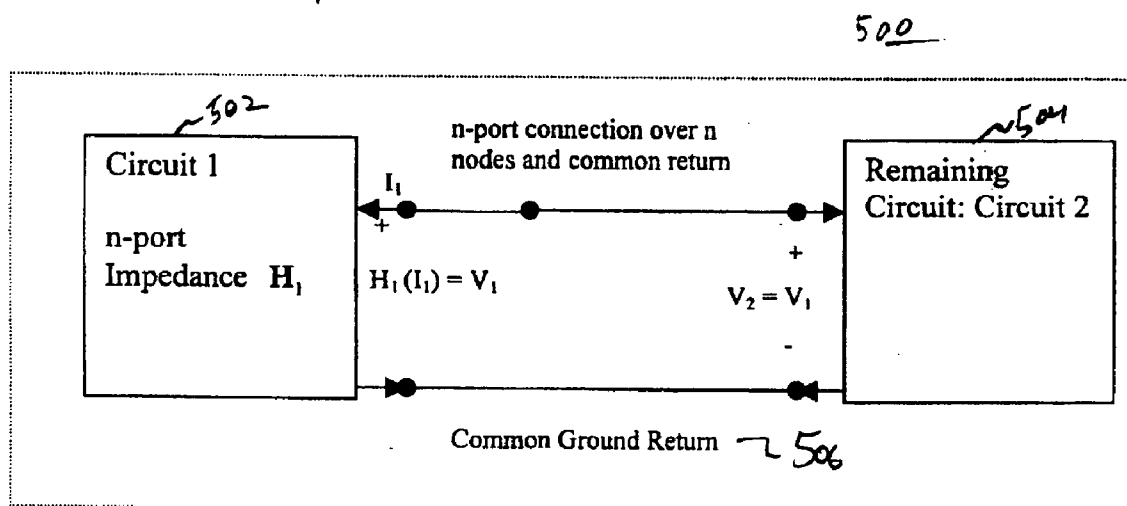 500
502
504
Circuit 1
n-port
Impedance H₁
n-port connection over n
nodes and common return
I₁
+
H₁ (I₁) = V₁
+
V₂ = V₁
-
Remaining
Circuit: Circuit 2
Common Ground Return
506